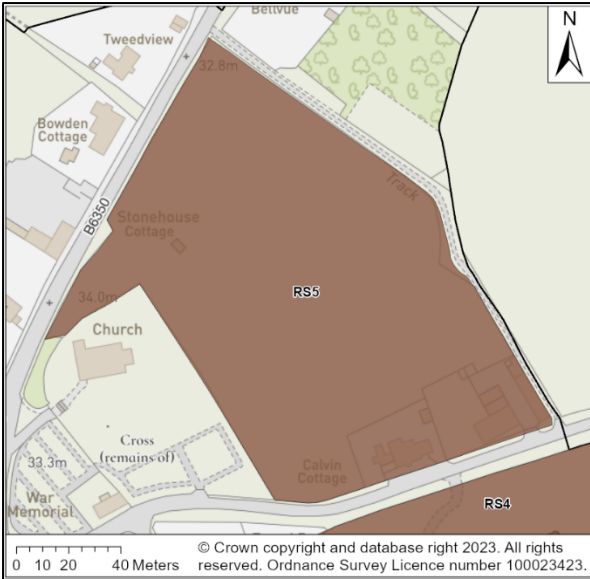 Bellvue
N
Tweedview
32.8m
Bowden
Cottage
Track
B6350
Stonehouse
Cottage
RS5
34.0m
Church
Cross
(remains of)
33.3m
Calvin
Cottage
War
Memorial
RS4
0 10 20 40 Meters
© Crown copyright and database right 2023. All rights
reserved. Ordnance Survey Licence number 100023423.